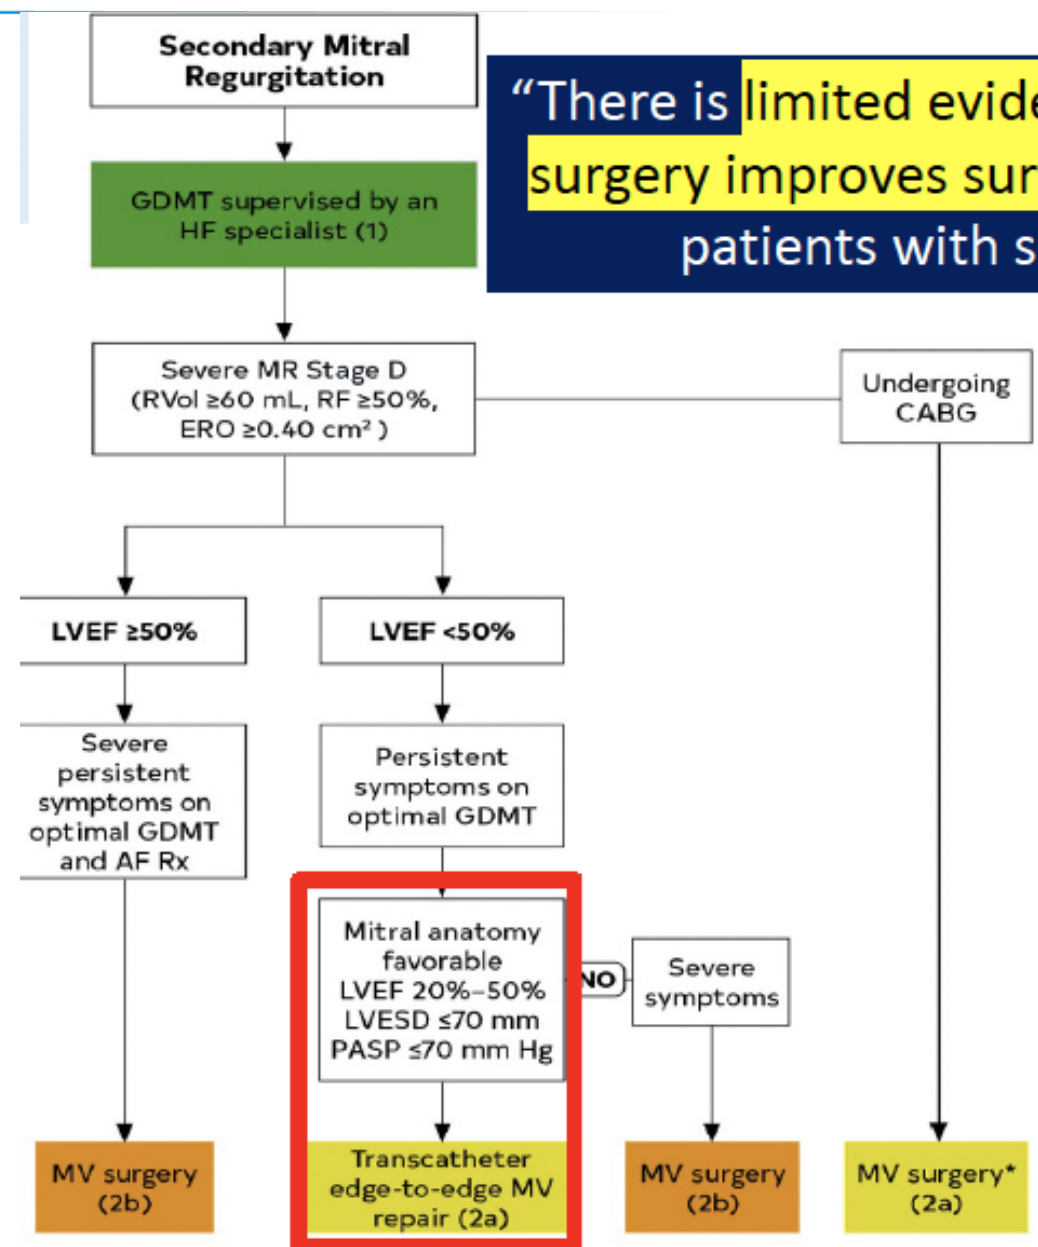 Secondary Mitral
Regurgitation
“There is limited evide
surgery improves sur
patients with s
GDMT supervised by an
HF specialist (1)
Severe MR Stage D
(RVol ≥60 mL, RF ≥50%,
ERO ≥0.40 cm² )
Undergoing
CABG
LVEF ≥50%
LVEF <50%
Severe
persistent
symptoms on
optimal GDMT
and AF Rx
Persistent
symptoms on
optimal GDMT
Mitral anatomy
favorable
LVEF 20%–50%
LVESD ≤70 mm
PASP ≤70 mm Hg
NO
Severe
symptoms
MV surgery
(2b)
Transcatheter
edge-to-edge MV
repair (2a)
MV surgery
(2b)
MV surgery*
(2a)